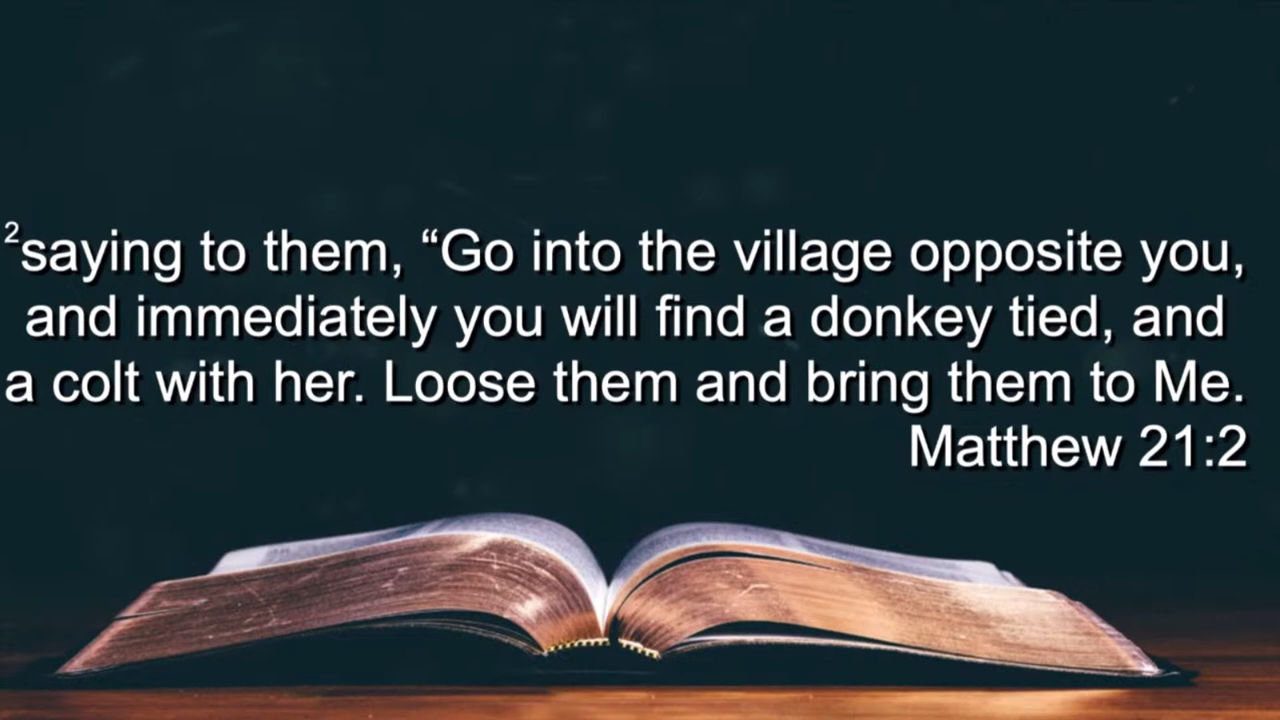 ²saying to them, “Go into the village opposite you,
and immediately you will find a donkey tied, and
a colt with her. Loose them and bring them to Me.
Matthew 21:2